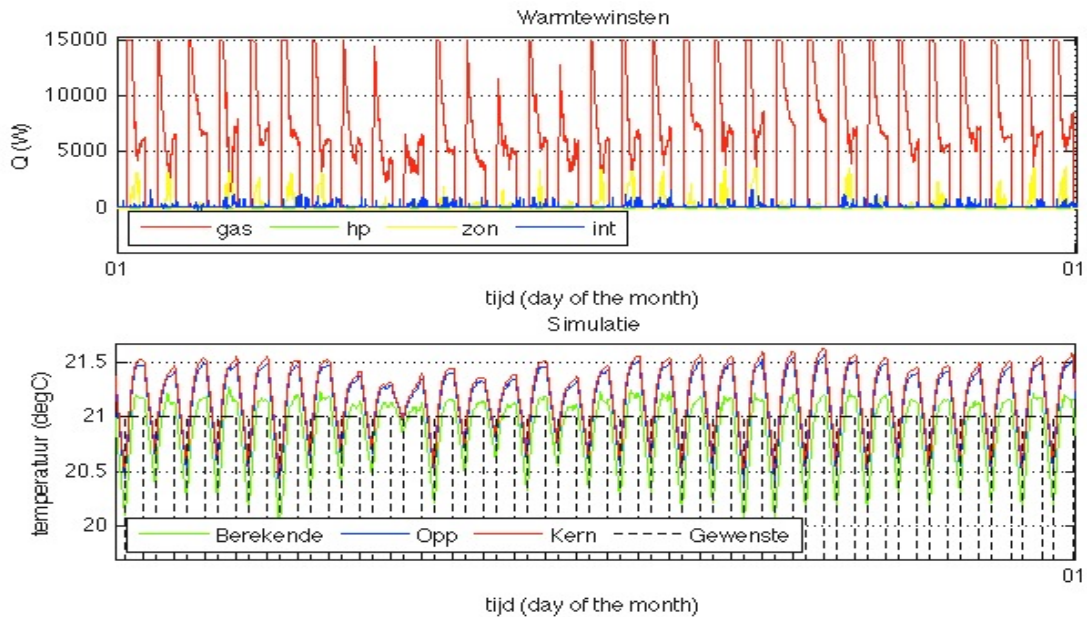 Warmtewinsten
15000
10000
5000
0
Q (W)
gas hp zon int
01 01
tijd (day of the month)
Simulatie
21.5
21
20.5
20
temperatuur (degC)
Berekende Opp Kern Gewenste
01
tijd (day of the month)